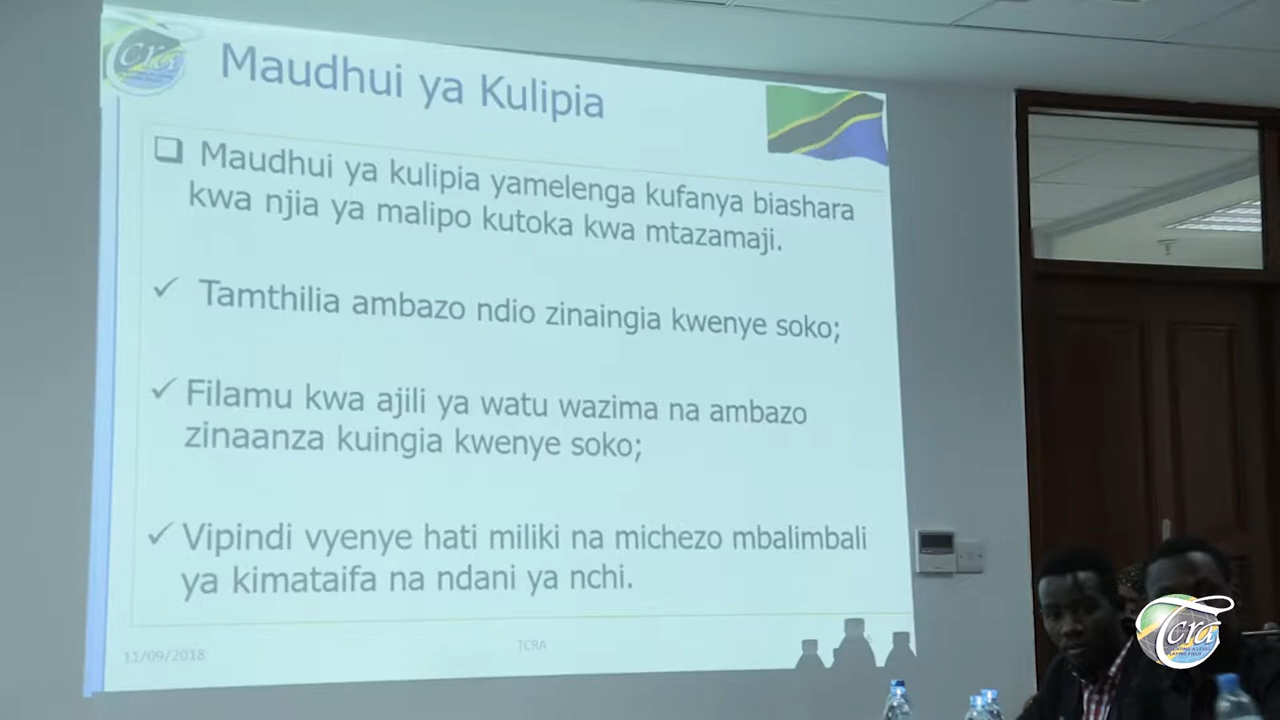 Tcra
Maudhui ya Kulipia
Maudhui ya kulipia yamelenga kufanya biashara
kwa njia ya malipo kutoka kwa mtazamaji.
Tamthilia ambazo ndio zinaingia kwenye soko;
Filamu kwa ajili ya watu wazima na ambazo
zinaanza kuingia kwenye soko;
Vipindi vyenye hati miliki na michezo mbalimbali
ya kimataifa na ndani ya nchi.
11/09/2018
TCRA
Tcra